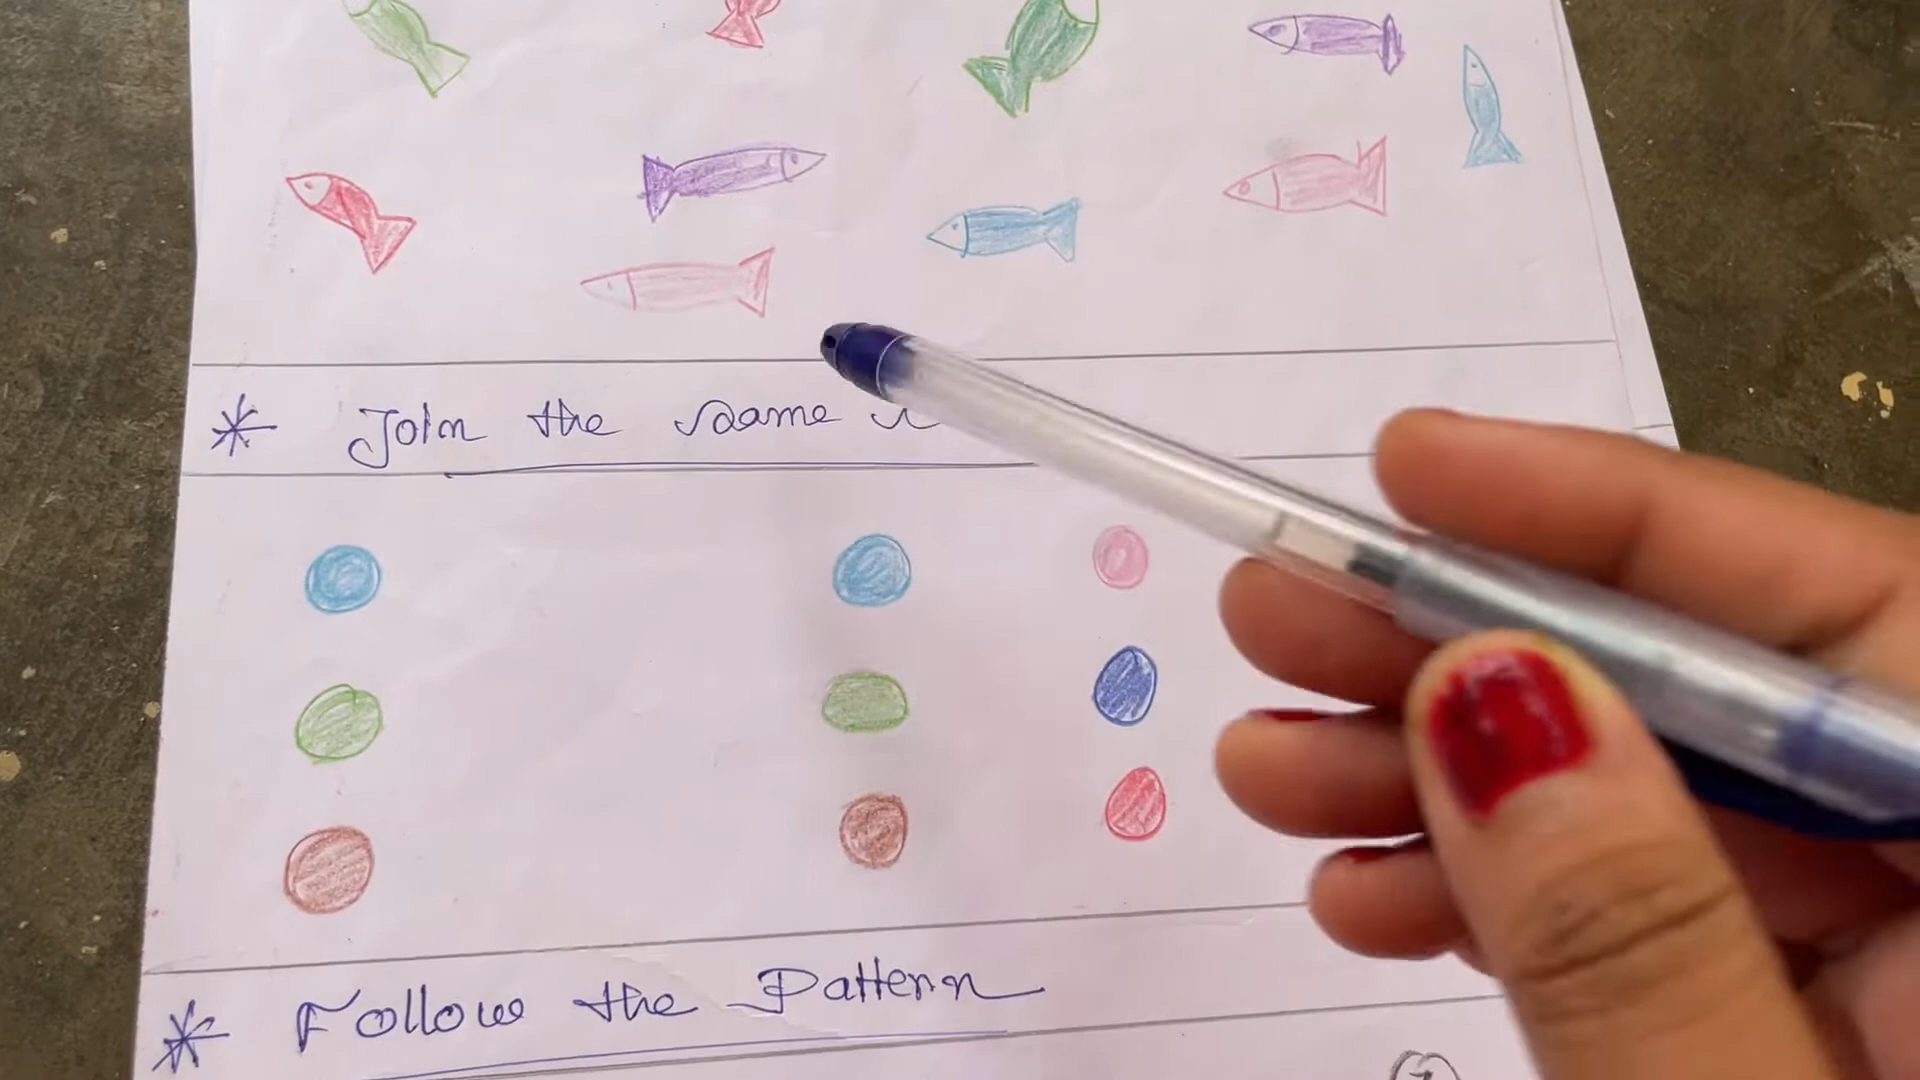 * Join the same
* Follow the Pattern